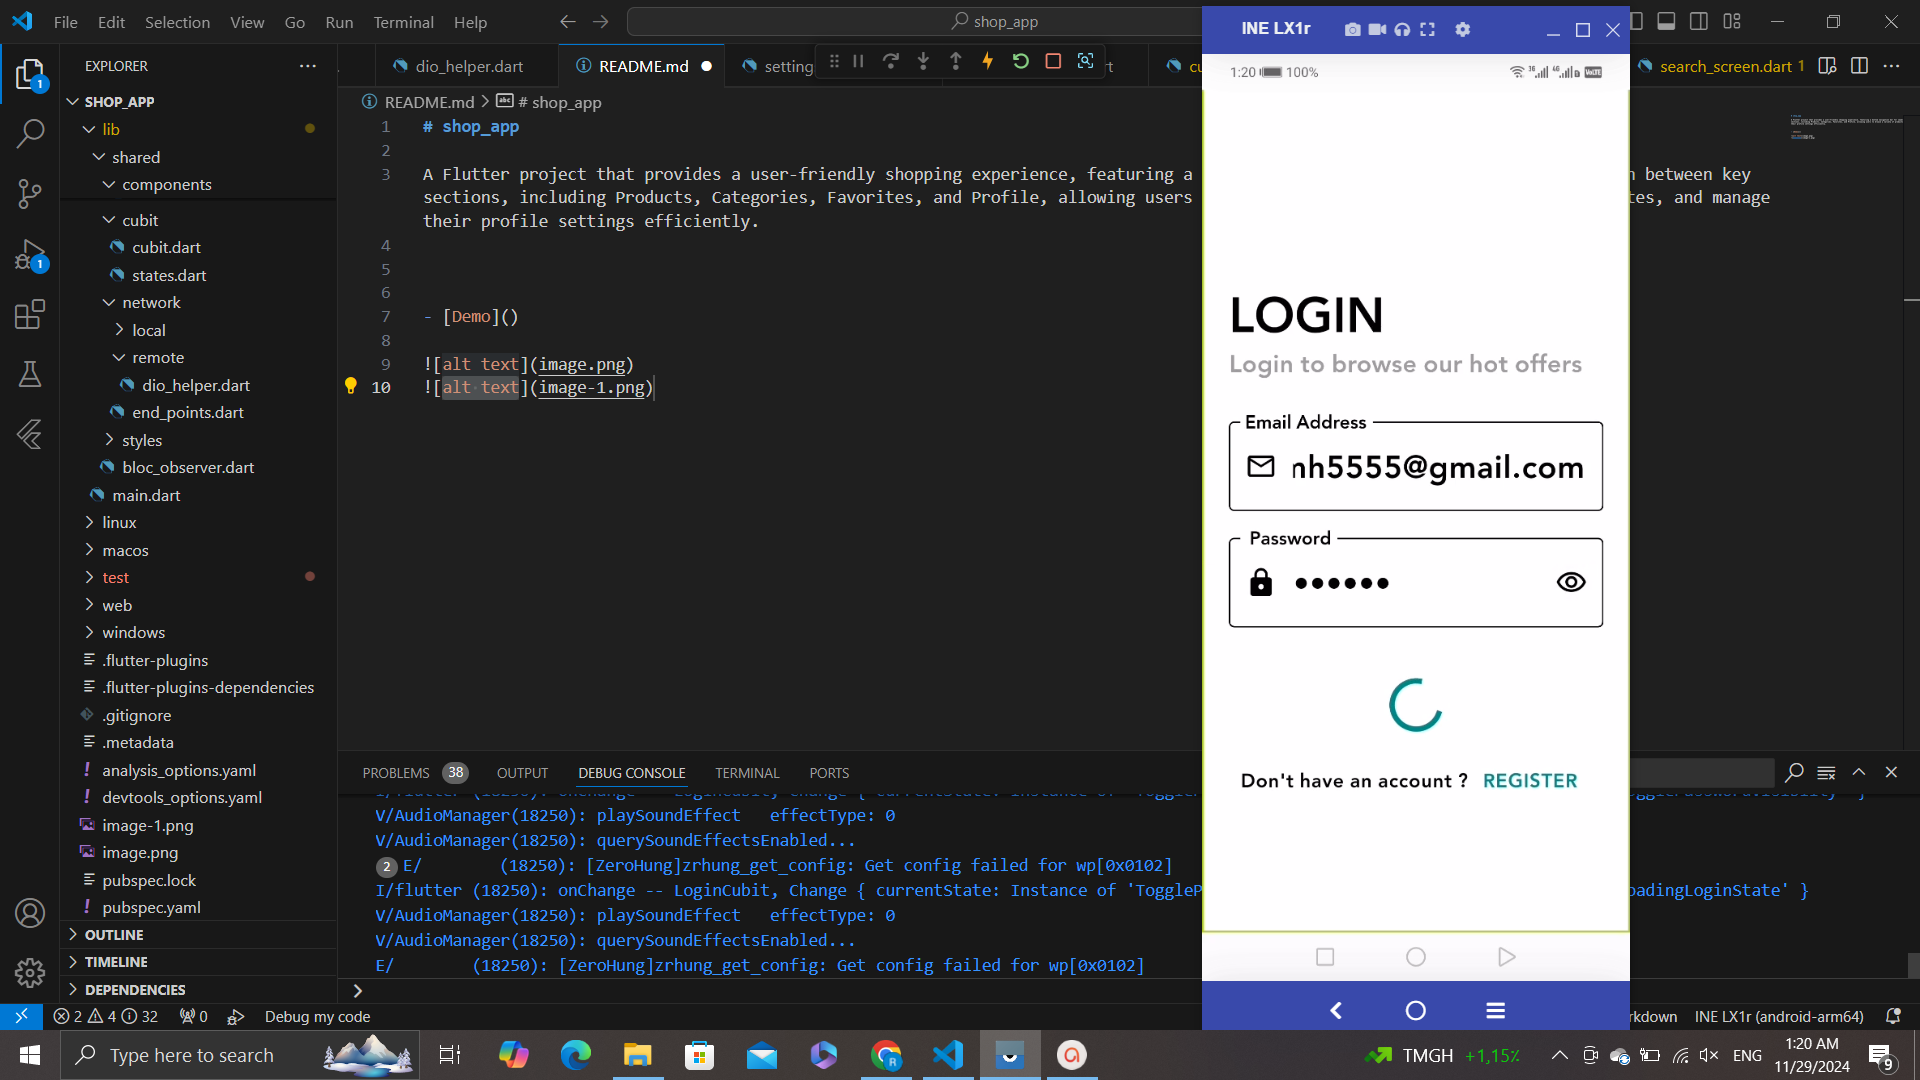 File Edit Selection View Go Run Terminal Help
shop_app
EXPLORER
SHOP_APP
lib
shared
components
cubit
cubit.dart
states.dart
network
local
remote
dio_helper.dart
end_points.dart
styles
bloc_observer.dart
main.dart
linux
macos
test
web
windows
.flutter-plugins
.flutter-plugins-dependencies
.gitignore
.metadata
analysis_options.yaml
devtools_options.yaml
image-1.png
image.png
pubspec.lock
pubspec.yaml
OUTLINE
TIMELINE
DEPENDENCIES
1
1
dio_helper.dart
README.md
setting
search_screen.dart 1
README.md > # shop_app
1 # shop_app
2
3 A Flutter project that provides a user-friendly shopping experience, featuring a
between key
sections, including Products, Categories, Favorites, and Profile, allowing users
and manage
their profile settings efficiently.
4
5
6
7 - [Demo]()
8
9 ![alt text](image.png)
10 ![alt text](image-1.png)
PROBLEMS 38 OUTPUT DEBUG CONSOLE TERMINAL PORTS
V/AudioManager(18250): playSoundEffect effectType: 0
V/AudioManager(18250): querySoundEffectsEnabled...
2 E/ (18250): [ZeroHung]zrhung_get_config: Get config failed for wp[0x0102]
I/flutter (18250): onChange -- LoginCubit, Change { currentState: Instance of 'ToggleP
oadingLoginState' }
V/AudioManager(18250): playSoundEffect effectType: 0
V/AudioManager(18250): querySoundEffectsEnabled...
E/ (18250): [ZeroHung]zrhung_get_config: Get config failed for wp[0x0102]
INE LX1r
1:20 100%
LOGIN
Login to browse our hot offers
Email Address
nh5555@gmail.com
Password
Don't have an account ? REGISTER
2 4 32 0 Debug my code
rkdown INE LX1r (android-arm64)
Type here to search
TMGH +1,15%
ENG
1:20 AM
11/29/2024
9